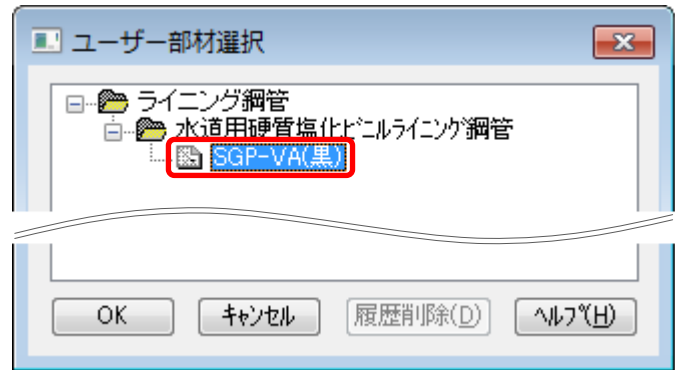 ユーザー部材選択
ライニング鋼管
水道用硬質塩化ﾋﾞﾆﾙﾗｲﾆﾝｸﾞ鋼管
SGP-VA(黒)
OK ｷｬﾝｾﾙ 履歴削除(D) ﾍﾙﾌﾟ(H)